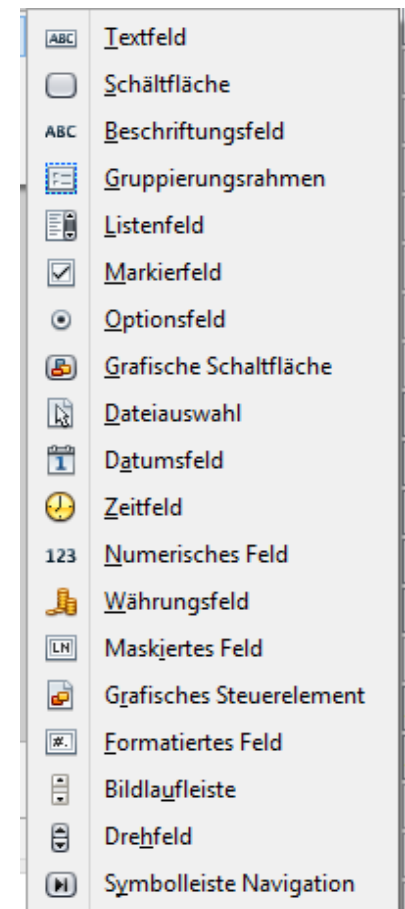 ABC Textfeld
Schältfläche
ABC Beschriftungsfeld
Gruppierungsrahmen
Listenfeld
Markierfeld
Optionsfeld
Grafische Schaltfläche
Dateiauswahl
1 Datumsfeld
Zeitfeld
123 Numerisches Feld
Währungsfeld
LN Maskiertes Feld
Grafisches Steuerelement
#. Formatiertes Feld
Bildlaufleiste
Drehfeld
Symbolleiste Navigation